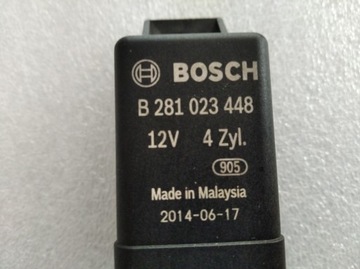 BOSCH
B 281 023 448
12V 4 Zyl.
905
Made in Malaysia
2014-06-17